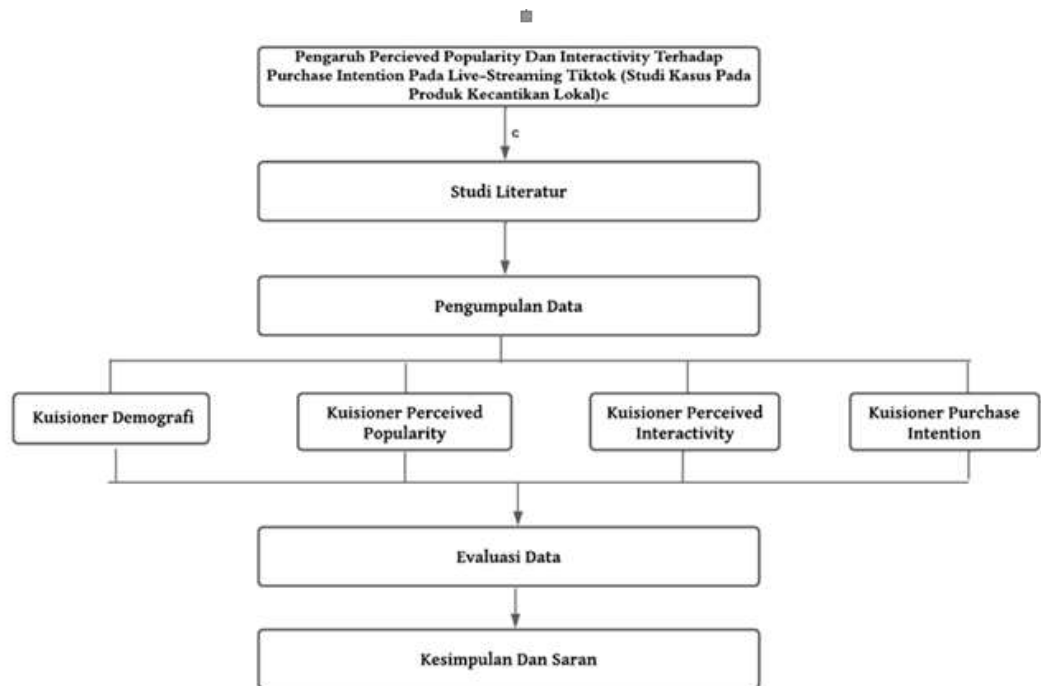 Pengaruh Percieved Popularity Dan Interactivity Terhadap
Purchase Intention Pada Live-Streaming Tiktok (Studi Kasus Pada
Produk Kecantikan Lokal)c
c
Studi Literatur
Pengumpulan Data
Kuisioner Demografi
Kuisioner Perceived
Popularity
Kuisioner Perceived
Interactivity
Kuisioner Purchase
Intention
Evaluasi Data
Kesimpulan Dan Saran